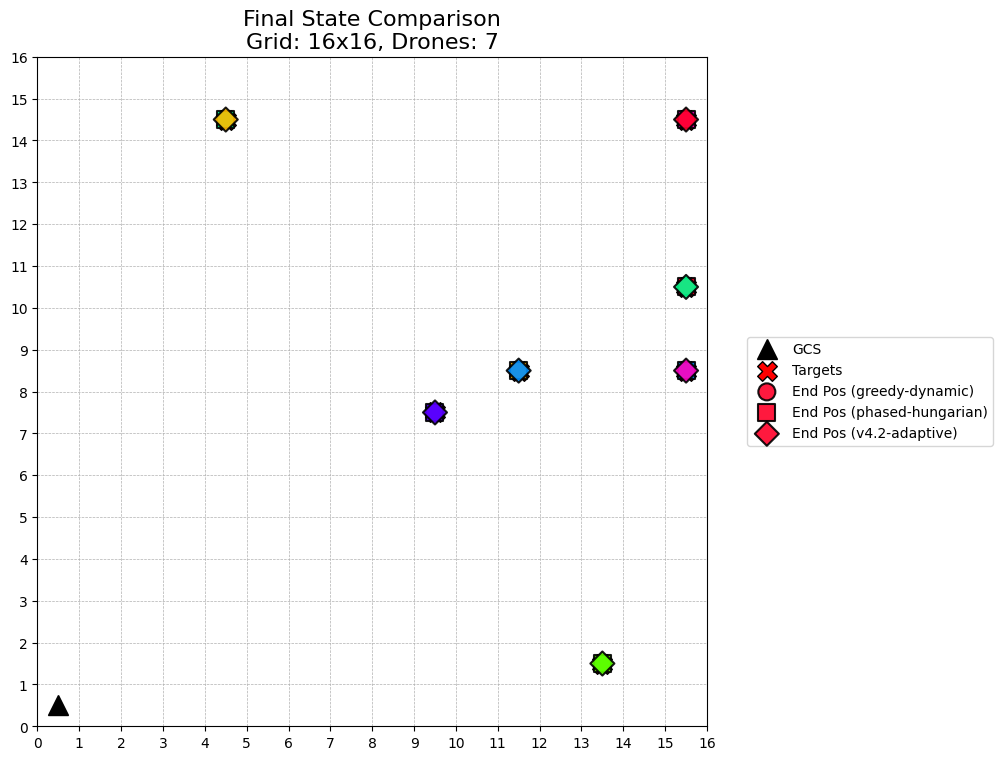 Final State Comparison
Grid: 16x16, Drones: 7
16
15
14
13
12
11
10
9
8
7
6
5
4
3
2
1
0
0 1 2 3 4 5 6 7 8 9 10 11 12 13 14 15 16
GCS
Targets
End Pos (greedy-dynamic)
End Pos (phased-hungarian)
End Pos (v4.2-adaptive)